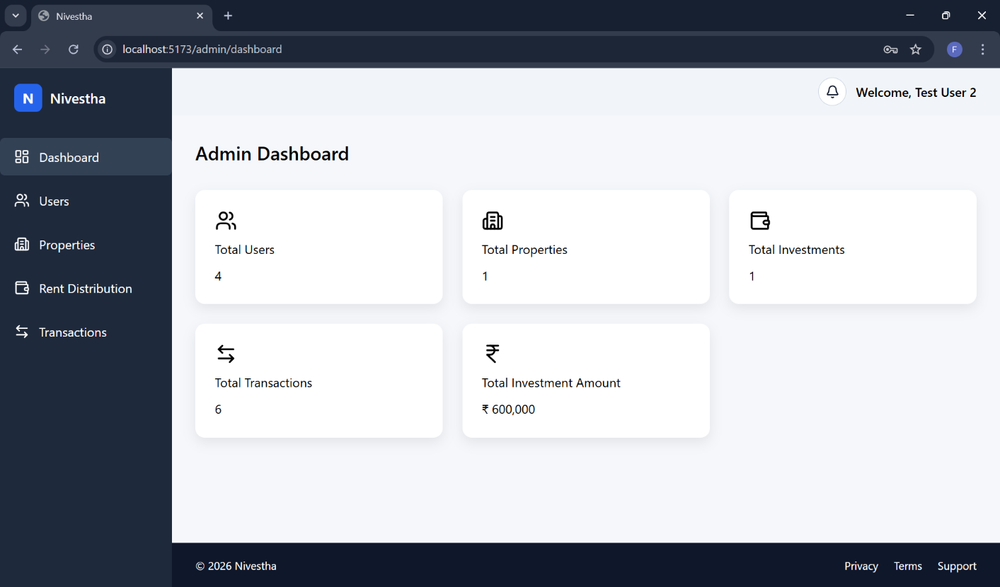 Nivestha
localhost:5173/admin/dashboard
F
N Nivestha
Welcome, Test User 2
Dashboard
Users
Properties
Rent Distribution
Transactions
Admin Dashboard
Total Users
4
Total Properties
1
Total Investments
1
Total Transactions
6
Total Investment Amount
₹ 600,000
© 2026 Nivestha
Privacy Terms Support